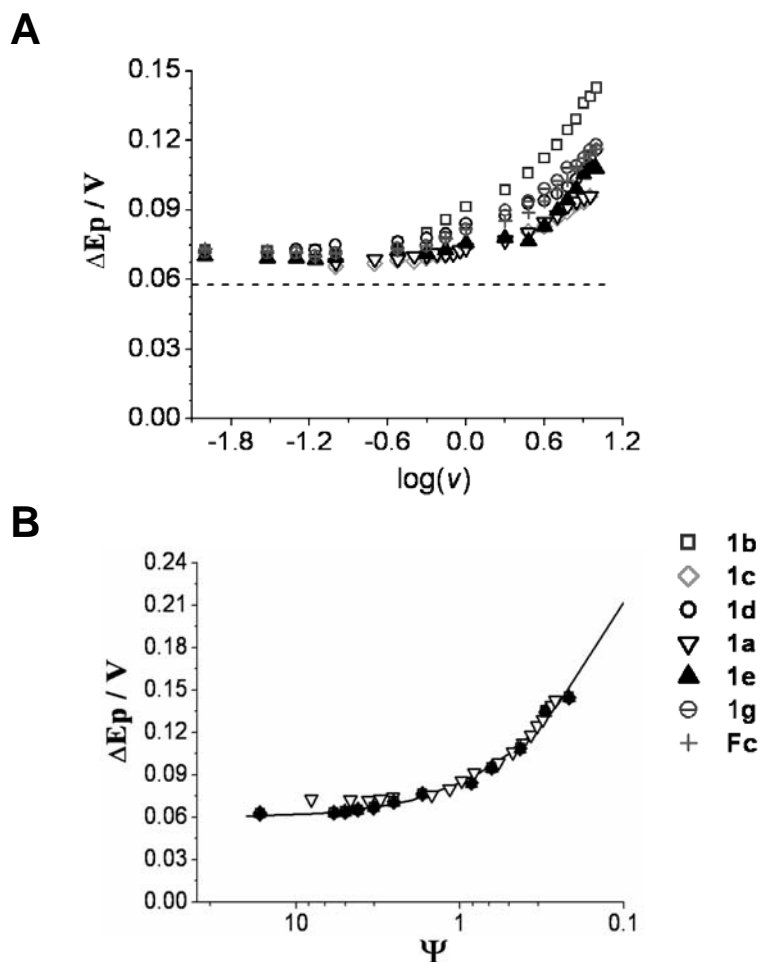 A
ΔEp / V
0.15
0.12
0.09
0.06
0.03
0.00
-1.8 -1.2 -0.6 0.0 0.6 1.2
log(v)
B
ΔEp / V
0.24
0.21
0.18
0.15
0.12
0.09
0.06
0.03
0.00
10 1 0.1
Ψ
1b
1c
1d
1a
1e
1g
Fc